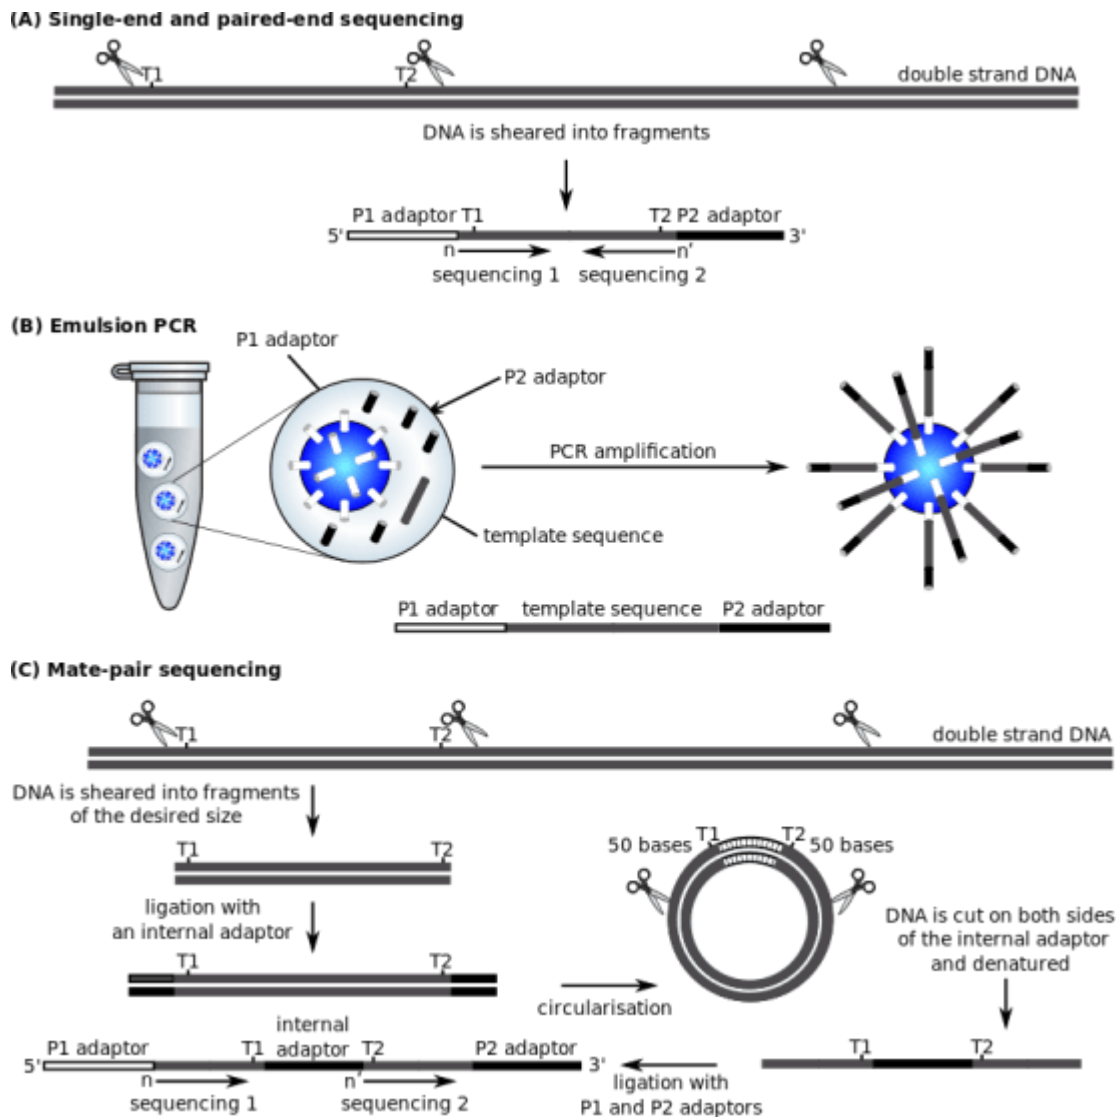 (A) Single-end and paired-end sequencing
T1
T2
double strand DNA
DNA is sheared into fragments
P1 adaptor T1
T2 P2 adaptor
5'
3'
n
n'
sequencing 1
sequencing 2
(B) Emulsion PCR
P1 adaptor
P2 adaptor
PCR amplification
template sequence
P1 adaptor template sequence P2 adaptor
(C) Mate-pair sequencing
T1
T2
double strand DNA
DNA is sheared into fragments
of the desired size
T1
T2
ligation with
an internal adaptor
T1
T2
circularisation
50 bases T1
T2 50 bases
DNA is cut on both sides
of the internal adaptor
and denatured
T1
T2
ligation with
P1 and P2 adaptors
internal
P1 adaptor T1 adaptor T2 P2 adaptor
5'
3'
n
n'
sequencing 1
sequencing 2